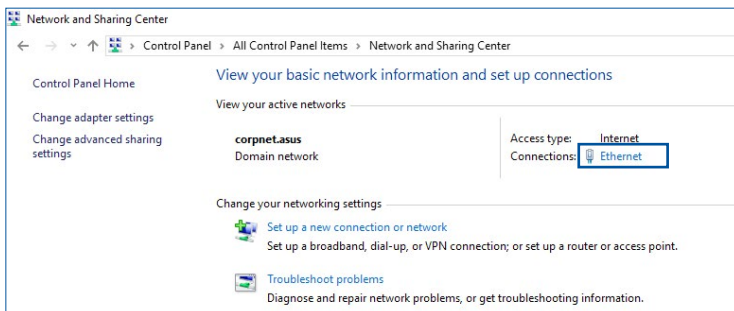 Network and Sharing Center
Control Panel > All Control Panel Items > Network and Sharing Center
Control Panel Home
Change adapter settings
Change advanced sharing
settings
View your basic network information and set up connections
View your active networks
corpnet.asus
Domain network
Access type: Internet
Connections: Ethernet
Change your networking settings
Set up a new connection or network
Set up a broadband, dial-up, or VPN connection; or set up a router or access point.
Troubleshoot problems
Diagnose and repair network problems, or get troubleshooting information.